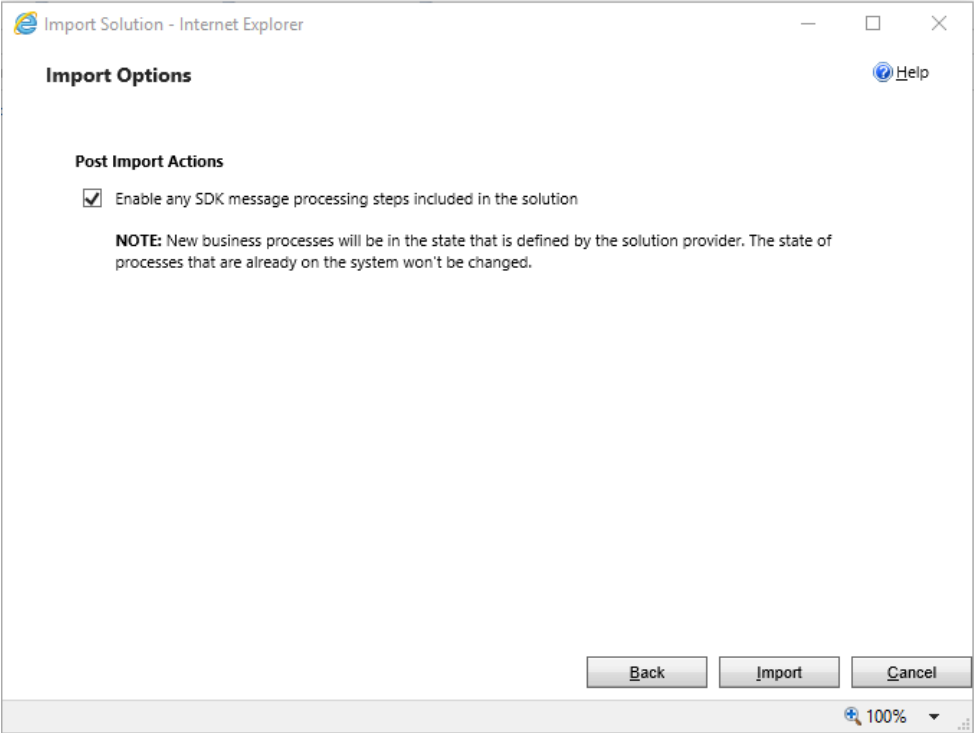 Import Solution - Internet Explorer
Import Options
Help
Post Import Actions
Enable any SDK message processing steps included in the solution
NOTE: New business processes will be in the state that is defined by the solution provider. The state of
processes that are already on the system won't be changed.
Back Import Cancel
100%